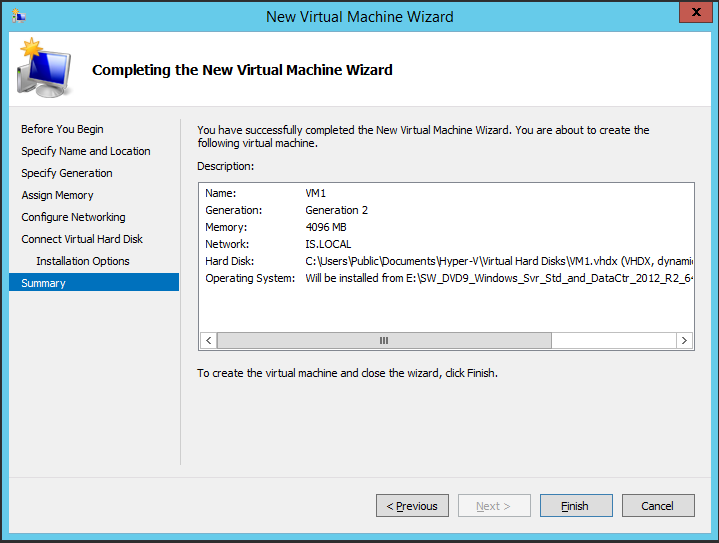 New Virtual Machine Wizard
Completing the New Virtual Machine Wizard
Before You Begin
Specify Name and Location
Specify Generation
Assign Memory
Configure Networking
Connect Virtual Hard Disk
Installation Options
Summary
You have successfully completed the New Virtual Machine Wizard. You are about to create the
following virtual machine.
Description:
Name: VM1
Generation: Generation 2
Memory: 4096 MB
Network: IS.LOCAL
Hard Disk: C:\Users\Public\Documents\Hyper-V\Virtual Hard Disks\VM1.vhdx (VHDX, dynami
Operating System: Will be installed from E:\SW_DVD9_Windows_Svr_Std_and_DataCtr_2012_R2_64
To create the virtual machine and close the wizard, click Finish.
< Previous Next > Finish Cancel